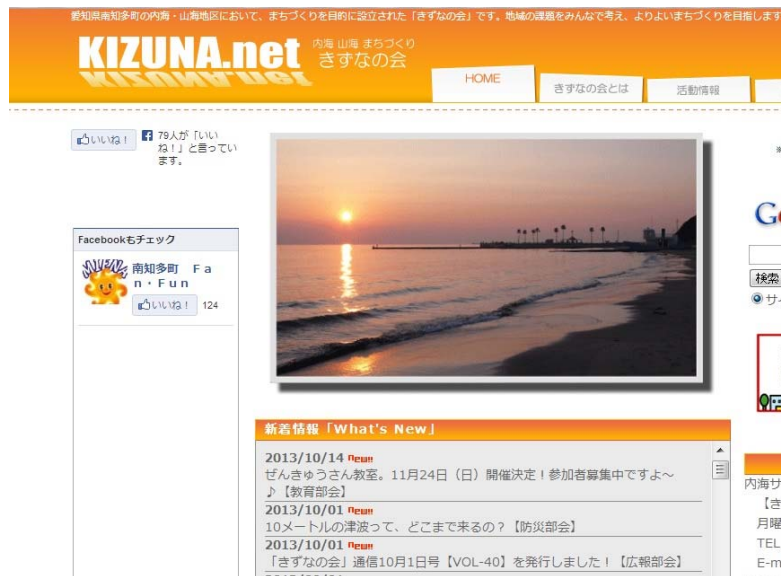 愛知県南知多町の内海・山海地区において、まちづくりを目的に設立された「きずなの会」です。地域の課題をみんなで考え、よりよいまちづくりを目指します
KIZUNA.net
内海 山海 まちづくり
きずなの会
HOME
きずなの会とは
活動情報
いいね!
79人が「いい
ね!」と言ってい
ます。
Facebookもチェック
南知多町 Fa
n・Fun
いいね!
124
検索
サイ
新着情報「What's New」
2013/10/14 new!!
ぜんきゅうさん教室。11月24日（日）開催決定！参加者募集中ですよ～
♪【教育部会】
2013/10/01 new!!
10メートルの津波って、どこまで来るの？【防災部会】
2013/10/01 new!!
「きずなの会」通信10月1日号【VOL-40】を発行しました！【広報部会】
内海サ
【き
月曜
TEL
E-m